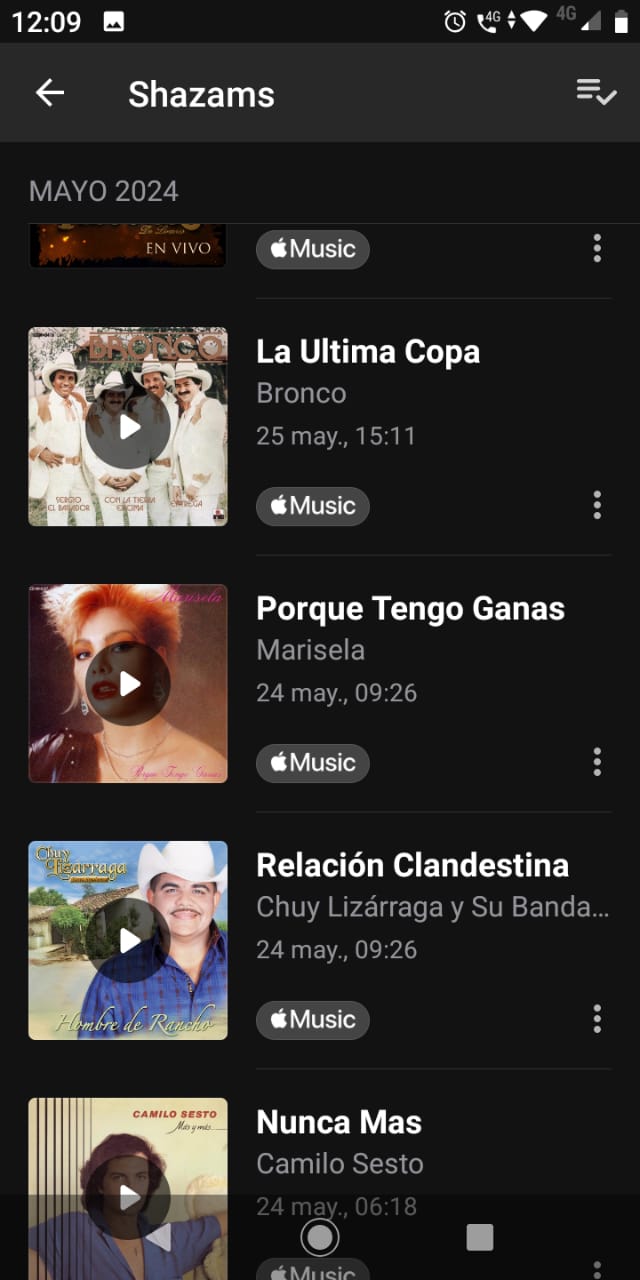 12:09
4G
4G
Shazams
MAYO 2024
EN VIVO
Music
BRONCO
SERGIO
EL BAILADOR
CON LA TIERRA
ENCIMA
ENTREGA
La Ultima Copa
Bronco
25 may., 15:11
Music
Marisela
Porque Tengo Ganas
Porque Tengo Ganas
Marisela
24 may., 09:26
Music
Chuy
Lizárraga
Hombre de Rancho
Relación Clandestina
Chuy Lizárraga y Su Banda...
24 may., 09:26
Music
CAMILO SESTO
Más y más...
Nunca Mas
Camilo Sesto
24 may., 06:18
Music